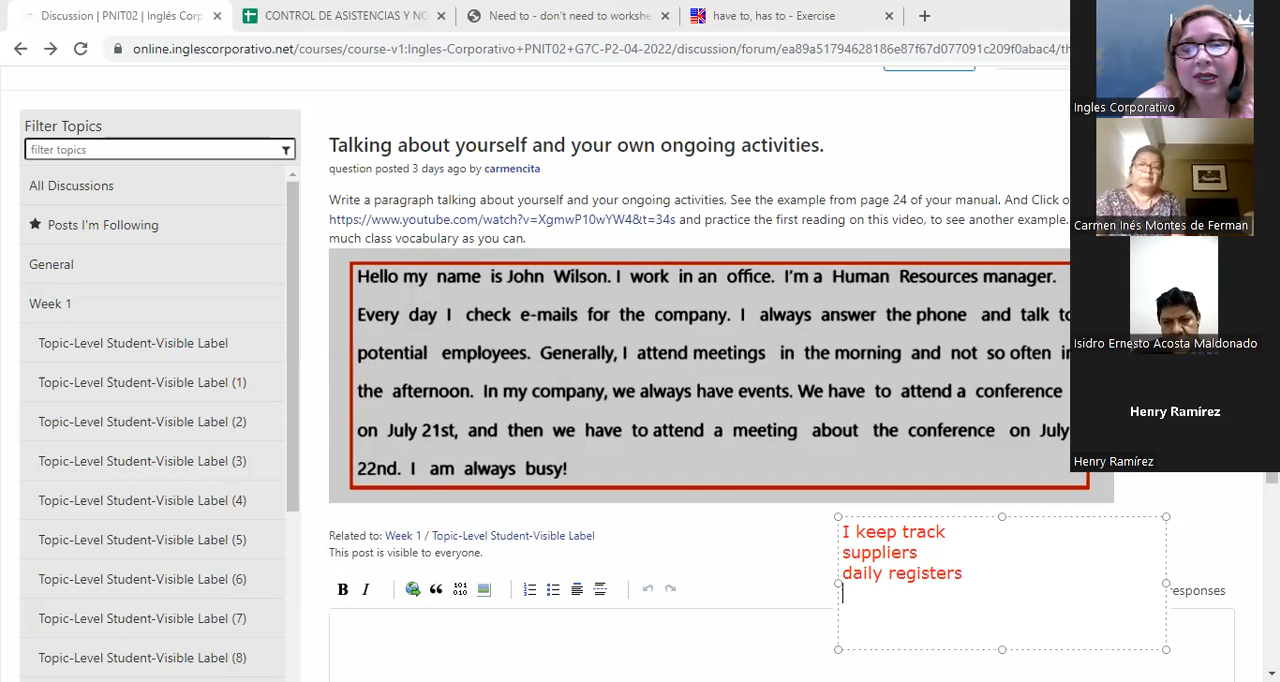 Discussion | PNIT02 | Inglés Corp
CONTROL DE ASISTENCIAS Y NO
Need to - don't need to workshe
have to, has to - Exercise
online.inglescorporativo.net/courses/course-v1:Ingles-Corporativo+PNIT02+G7C-P2-04-2022/discussion/forum/ea89a51794628186e87f67d077091c209f0abac4/th
Ingles Corporativo
Filter Topics
filter topics
All Discussions
Posts I'm Following
General
Week 1
Topic-Level Student-Visible Label
Topic-Level Student-Visible Label (1)
Topic-Level Student-Visible Label (2)
Topic-Level Student-Visible Label (3)
Topic-Level Student-Visible Label (4)
Topic-Level Student-Visible Label (5)
Topic-Level Student-Visible Label (6)
Topic-Level Student-Visible Label (7)
Topic-Level Student-Visible Label (8)
Talking about yourself and your own ongoing activities.
question posted 3 days ago by carmencita
Write a paragraph talking about yourself and your ongoing activities, See the example from page 24 of your manual. And Click o
https://www.youtube.com/watch?v=XgmwP10wYW4&t=34s and practice the first reading on this video, to see another example.
much class vocabulary as you can.
Hello my name is John Wilson. I work in an office. I'm a Human Resources manager.
Every day I check e-mails for the company. I always answer the phone and talk to
potential employees. Generally, I attend meetings in the morning and not so often in
the afternoon. In my company, we always have events. We have to attend a conference
on July 21st, and then we have to attend a meeting about the conference on July
22nd. I am always busy!
Related to: Week 1 / Topic-Level Student-Visible Label
This post is visible to everyone.
B I
I keep track
suppliers
daily registers
responses
Carmen Inés Montes de Ferman
Isidro Ernesto Acosta Maldonado
Henry Ramírez
Henry Ramírez